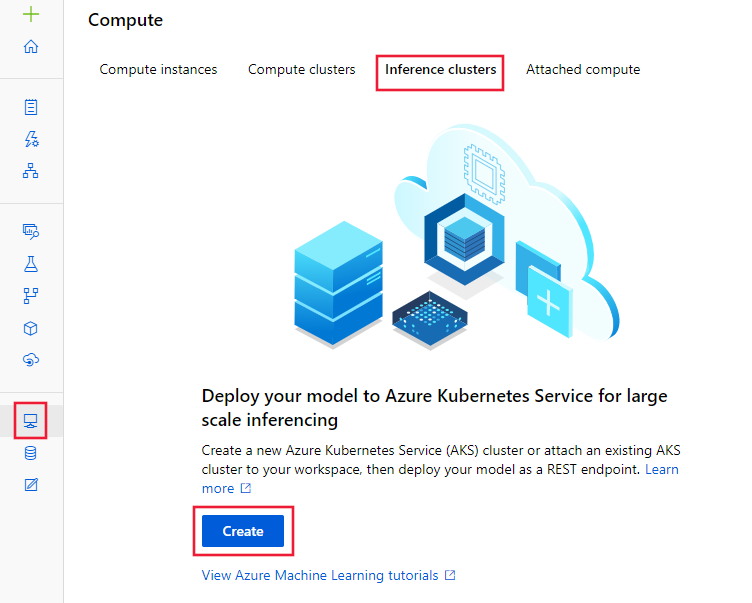 Compute
Compute instances Compute clusters Inference clusters Attached compute
Deploy your model to Azure Kubernetes Service for large
scale inferencing
Create a new Azure Kubernetes Service (AKS) cluster or attach an existing AKS
cluster to your workspace, then deploy your model as a REST endpoint. Learn
more
Create
View Azure Machine Learning tutorials